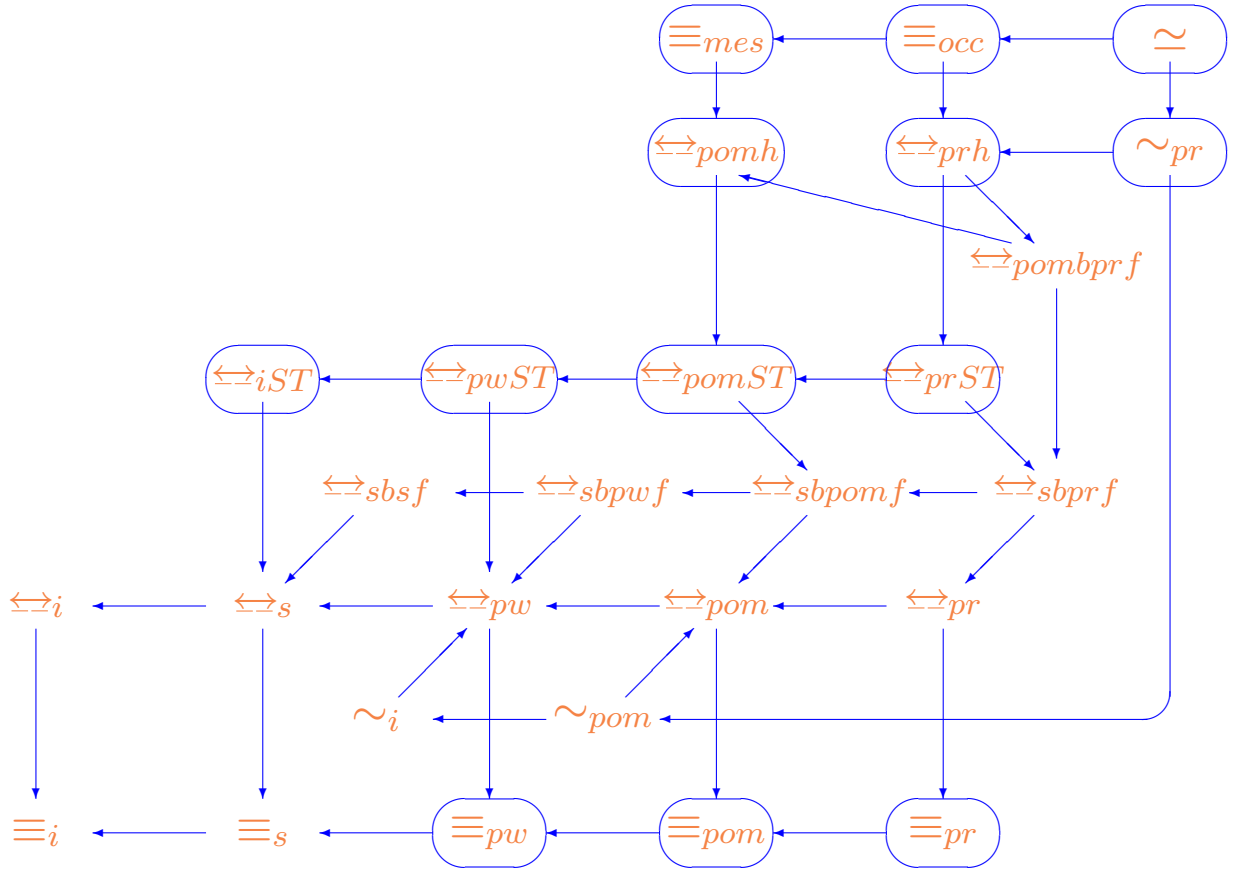 ≡mes ≡occ ≃
↔pomh ↔prh ∼pr
↔pombprf
↔iST ↔pwST ↔pomST ↔prST
↔sbsf ↔sbpwf ↔sbpomf ↔sbprf
↔i ↔s ↔pw ↔pom ↔pr
∼i ∼pom
≡i ≡s ≡pw ≡pom ≡pr